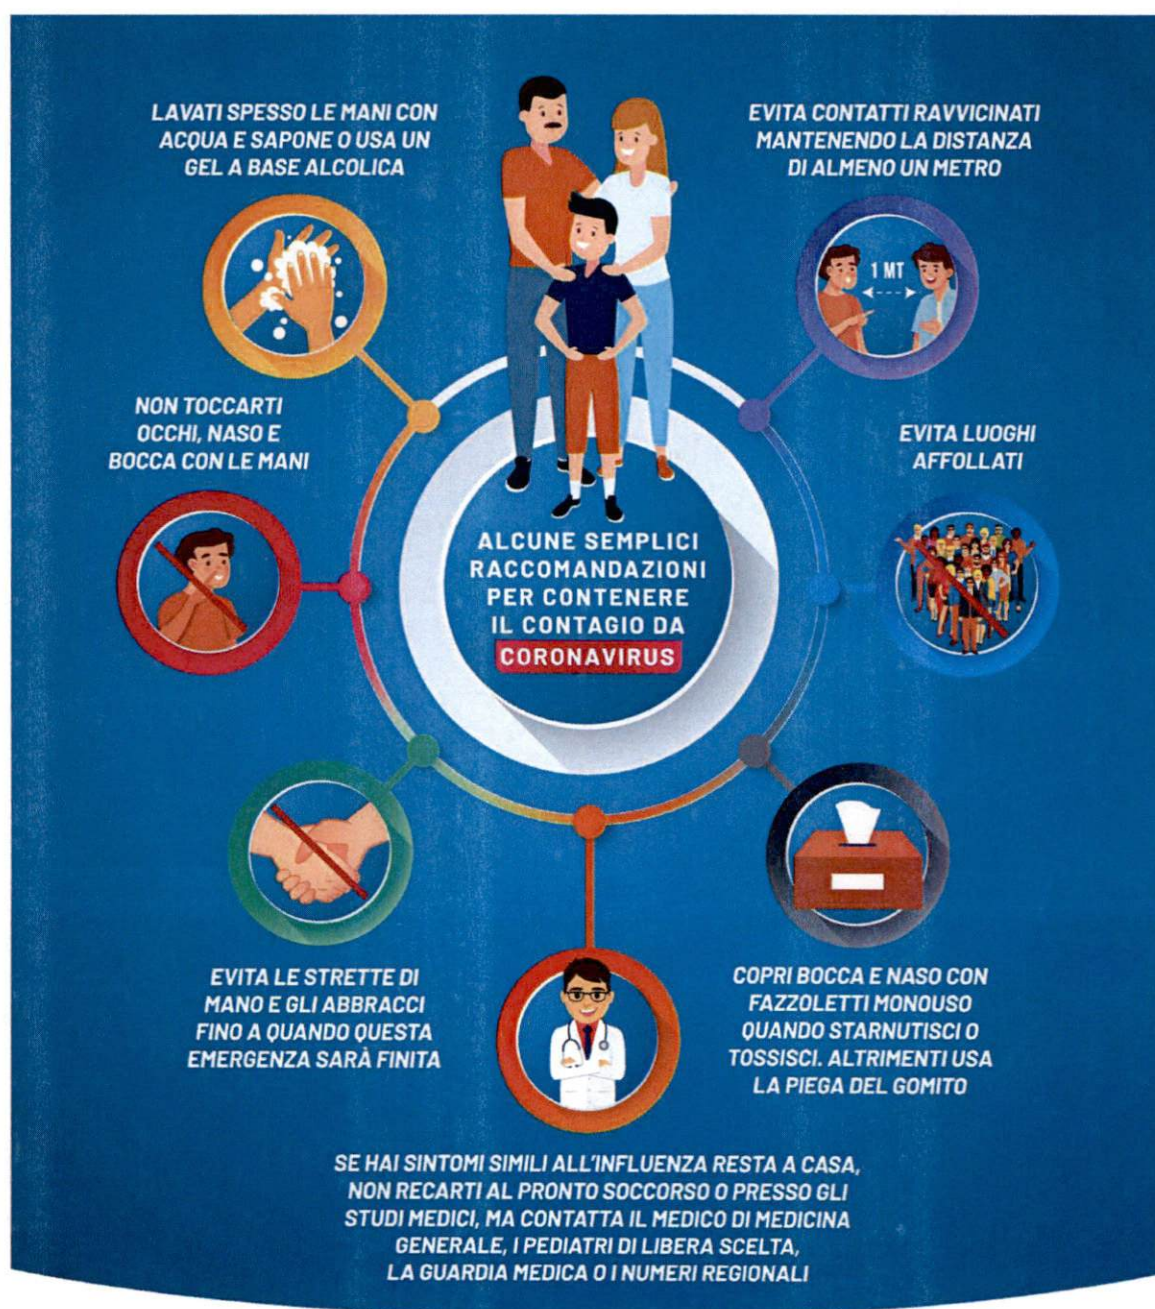 LAVATI SPESSO LE MANI CON
ACQUA E SAPONE O USA UN
GEL A BASE ALCOLICA
EVITA CONTATTI RAVVICINATI
MANTENENDO LA DISTANZA
DI ALMENO UN METRO
1 MT
NON TOCCARTI
OCCHI, NASO E
BOCCA CON LE MANI
EVITA LUOGHI
AFFOLLATI
ALCUNE SEMPLICI
RACCOMANDAZIONI
PER CONTENERE
IL CONTAGIO DA
CORONAVIRUS
EVITA LE STRETTE DI
MANO E GLI ABBRACCI
FINO A QUANDO QUESTA
EMERGENZA SARÀ FINITA
COPRI BOCCA E NASO CON
FAZZOLETTI MONOUSO
QUANDO STARNUTISCI O
TOSSISCI. ALTRIMENTI USA
LA PIEGA DEL GOMITO
SE HAI SINTOMI SIMILI ALL'INFLUENZA RESTA A CASA,
NON RECARTI AL PRONTO SOCCORSO O PRESSO GLI
STUDI MEDICI, MA CONTATTA IL MEDICO DI MEDICINA
GENERALE, I PEDIATRI DI LIBERA SCELTA,
LA GUARDIA MEDICA O I NUMERI REGIONALI